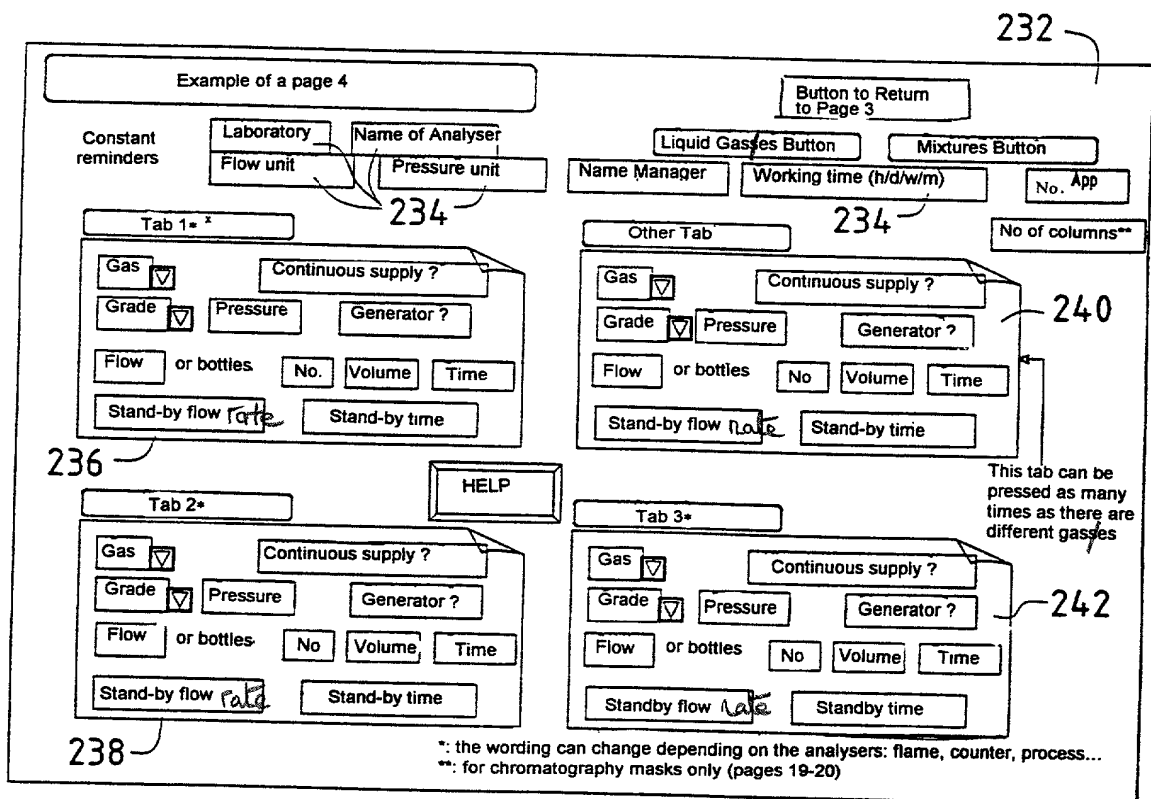 232
Example of a page 4
Button to Return
to Page 3
Constant
reminders
Laboratory
Name of Analyser
Liquid Gasses Button
Mixtures Button
Flow unit
Pressure unit
Name Manager
Working time (h/d/w/m)
No. App
234
234
Tab 1* x
Other Tab
No of columns**
Gas
Continuous supply ?
Grade
Pressure
Generator ?
Flow
or bottles
No.
Volume
Time
Stand-by flow rate
Stand-by time
236
Gas
Continuous supply ?
240
Grade
Pressure
Generator ?
Flow
or bottles
No
Volume
Time
Stand-by flow rate
Stand-by time
This tab can be
pressed as many
times as there are
different gasses
HELP
Tab 2*
Tab 3*
Gas
Continuous supply ?
Grade
Pressure
Generator ?
Flow
or bottles
No
Volume
Time
Stand-by flow rate
Stand-by time
238
Gas
Continuous supply ?
Grade
Pressure
Generator ?
242
Flow
or bottles
No
Volume
Time
Standby flow rate
Standby time
*: the wording can change depending on the analysers: flame, counter, process...
**: for chromatography masks only (pages 19-20)